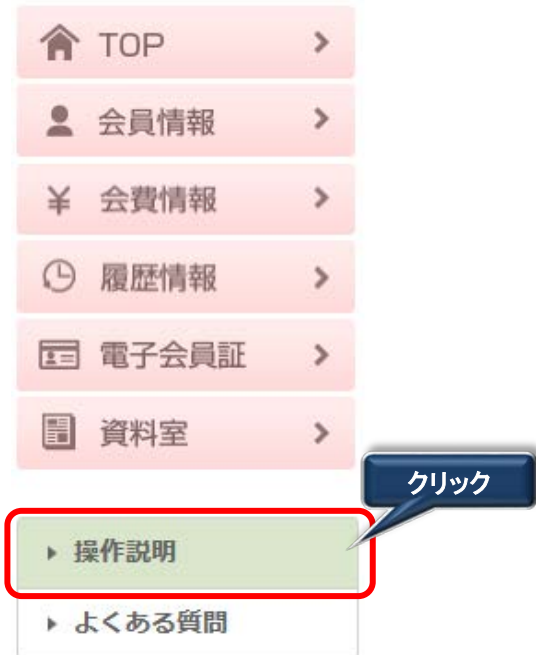 TOP
会員情報
¥ 会費情報
履歴情報
電子会員証
資料室
クリック
操作説明
よくある質問